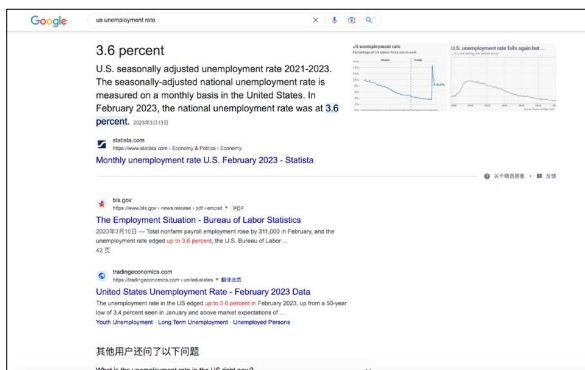 Google
us unemployment rate
3.6 percent
U.S. seasonally adjusted unemployment rate 2021-2023.
The seasonally-adjusted national unemployment rate is
measured on a monthly basis in the United States. In
February 2023, the national unemployment rate was at 3.6
percent. 2023年3月13日
US unemployment rate
Percentage of US labour force out of work
U.S. unemployment rate falls again but ...
statista.com
https://www.statista.com › Economy & Politics › Economy
Monthly unemployment rate U.S. February 2023 - Statista
关于精选摘要 • 反馈
bls.gov
https://www.bls.gov › news.release › pdf › empsit PDF
The Employment Situation - Bureau of Labor Statistics
2023年3月10日 — Total nonfarm payroll employment rose by 311,000 in February, and the
unemployment rate edged up to 3.6 percent, the U.S. Bureau of Labor ...
42 页
tradingeconomics.com
https://tradingeconomics.com › united-states 翻译此页
United States Unemployment Rate - February 2023 Data
The unemployment rate in the US edged up to 3.6 percent in February 2023, up from a 50-year
low of 3.4 percent seen in January and above market expectations of ...
Youth Unemployment · Long Term Unemployment · Unemployed Persons
其他用户还问了以下问题
What is the unemployment rate in the US right now?